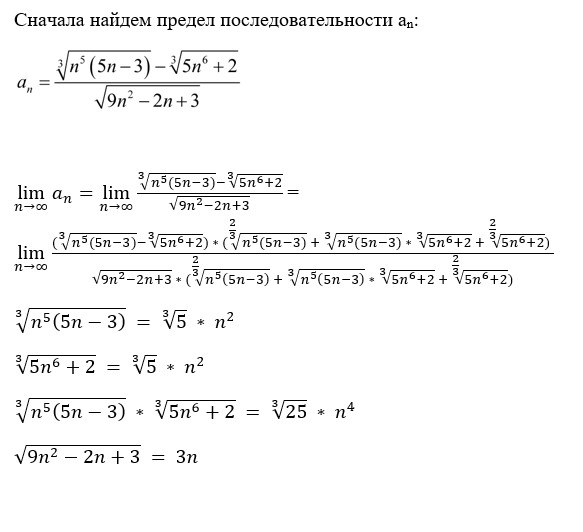 Сначала найдем предел последовательности aₙ:
aₙ = (∛(n⁵(5n−3)) − ∛(5n⁶+2)) / √(9n²−2n+3)
lim n→∞ aₙ = lim n→∞ (∛(n⁵(5n−3))−∛(5n⁶+2)) / √(9n²−2n+3) =
lim n→∞ ((∛(n⁵(5n−3))−∛(5n⁶+2)) * (^(2/3)√(n⁵(5n−3)) + ∛(n⁵(5n−3)) * ∛(5n⁶+2) + ^(2/3)√(5n⁶+2))) / (√(9n²−2n+3) * (^(2/3)√(n⁵(5n−3)) + ∛(n⁵(5n−3)) * ∛(5n⁶+2) + ^(2/3)√(5n⁶+2)))
∛(n⁵(5n − 3)) = ∛5 * n²
∛(5n⁶ + 2) = ∛5 * n²
∛(n⁵(5n − 3)) * ∛(5n⁶ + 2) = ∛25 * n⁴
√(9n² − 2n + 3) = 3n